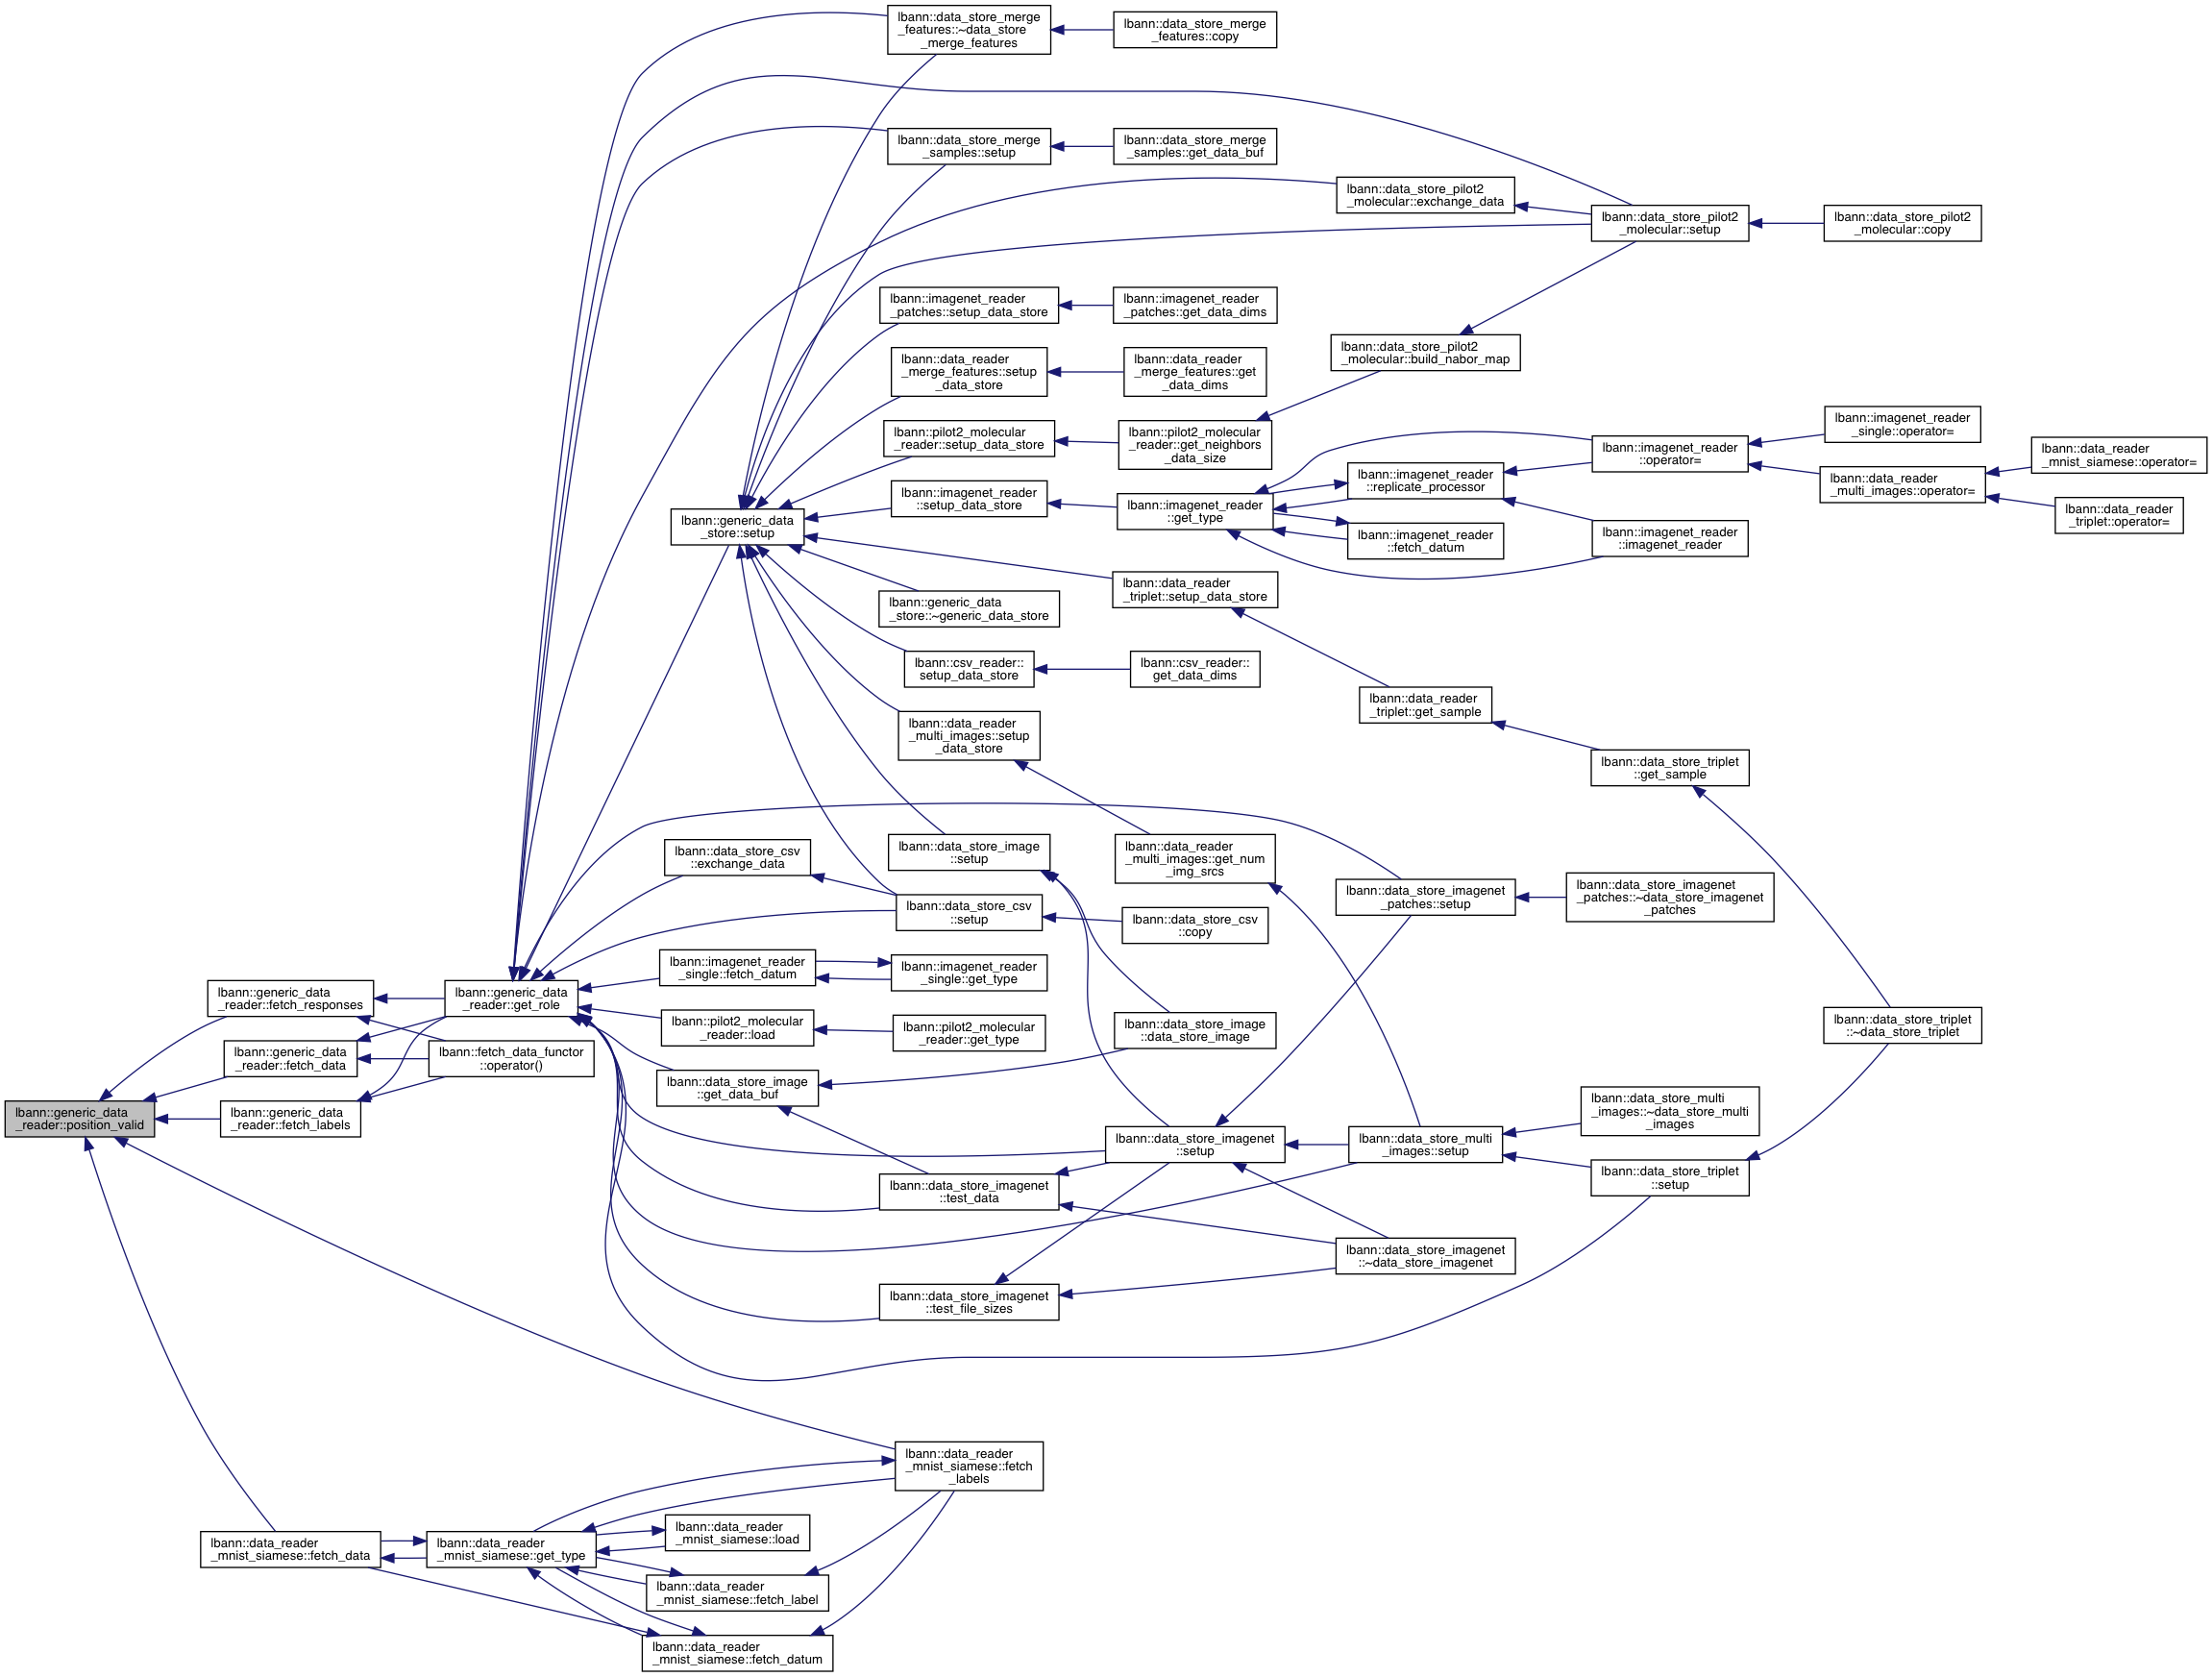 lbann::data_store_merge
_features::~data_store
_merge_features
lbann::data_store_merge
_features::copy
lbann::data_store_merge
_samples::setup
lbann::data_store_merge
_samples::get_data_buf
lbann::data_store_pilot2
_molecular::exchange_data
lbann::data_store_pilot2
_molecular::setup
lbann::data_store_pilot2
_molecular::copy
lbann::imagenet_reader
_patches::setup_data_store
lbann::imagenet_reader
_patches::get_data_dims
lbann::data_store_pilot2
_molecular::build_nabor_map
lbann::data_reader
_merge_features::setup
_data_store
lbann::data_reader
_merge_features::get
_data_dims
lbann::pilot2_molecular
_reader::setup_data_store
lbann::pilot2_molecular
_reader::get_neighbors
_data_size
lbann::imagenet_reader
::operator=
lbann::imagenet_reader
_single::operator=
lbann::data_reader
_mnist_siamese::operator=
lbann::imagenet_reader
::replicate_processor
lbann::data_reader
_multi_images::operator=
lbann::imagenet_reader
::setup_data_store
lbann::imagenet_reader
::get_type
lbann::data_reader
_triplet::operator=
lbann::generic_data
_store::setup
lbann::imagenet_reader
::fetch_datum
lbann::imagenet_reader
::imagenet_reader
lbann::data_reader
_triplet::setup_data_store
lbann::generic_data
_store::~generic_data_store
lbann::csv_reader::
setup_data_store
lbann::csv_reader::
get_data_dims
lbann::data_reader
_triplet::get_sample
lbann::data_reader
_multi_images::setup
_data_store
lbann::data_store_triplet
::get_sample
lbann::data_store_csv
::exchange_data
lbann::data_store_image
::setup
lbann::data_reader
_multi_images::get_num
_img_srcs
lbann::data_store_imagenet
_patches::setup
lbann::data_store_imagenet
_patches::~data_store_imagenet
_patches
lbann::data_store_csv
::setup
lbann::data_store_csv
::copy
lbann::imagenet_reader
_single::fetch_datum
lbann::imagenet_reader
_single::get_type
lbann::generic_data
_reader::fetch_responses
lbann::generic_data
_reader::get_role
lbann::pilot2_molecular
_reader::load
lbann::pilot2_molecular
_reader::get_type
lbann::data_store_image
::data_store_image
lbann::data_store_triplet
::~data_store_triplet
lbann::generic_data
_reader::fetch_data
lbann::fetch_data_functor
::operator()
lbann::data_store_image
::get_data_buf
lbann::generic_data
_reader::position_valid
lbann::generic_data
_reader::fetch_labels
lbann::data_store_multi
_images::~data_store_multi
_images
lbann::data_store_imagenet
::setup
lbann::data_store_multi
_images::setup
lbann::data_store_triplet
::setup
lbann::data_store_imagenet
::test_data
lbann::data_store_imagenet
::~data_store_imagenet
lbann::data_store_imagenet
::test_file_sizes
lbann::data_reader
_mnist_siamese::fetch
_labels
lbann::data_reader
_mnist_siamese::fetch_data
lbann::data_reader
_mnist_siamese::get_type
lbann::data_reader
_mnist_siamese::load
lbann::data_reader
_mnist_siamese::fetch_label
lbann::data_reader
_mnist_siamese::fetch_datum